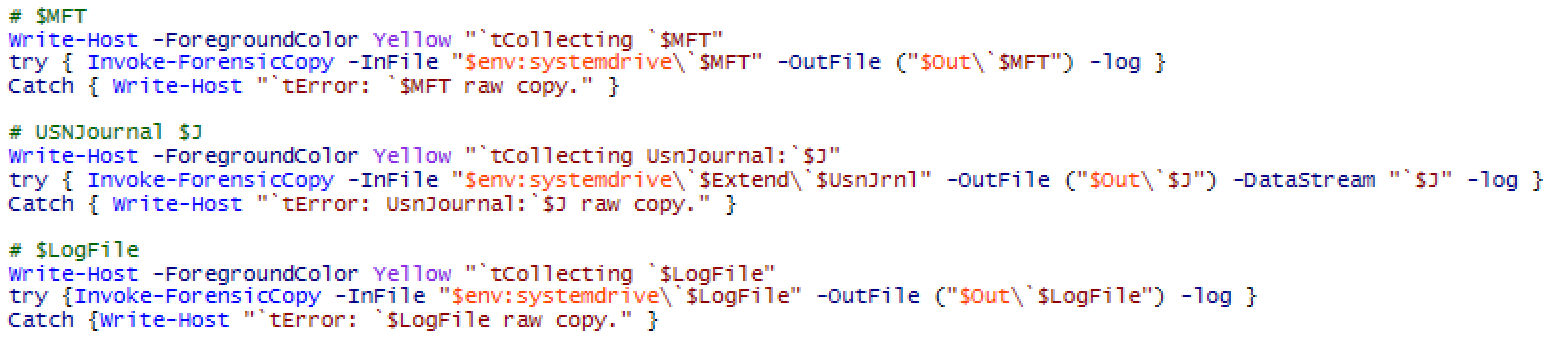 # $MFT
Write-Host -ForegroundColor Yellow "`tCollecting `$MFT"
try { Invoke-ForensicCopy -InFile "$env:systemdrive\`$MFT" -OutFile ("$Out\`$MFT") -log }
Catch { Write-Host "`tError: `$MFT raw copy." }
# USNJournal $J
Write-Host -ForegroundColor Yellow "`tCollecting UsnJournal:`$J"
try { Invoke-ForensicCopy -InFile "$env:systemdrive\`$Extend\`$UsnJrnl" -OutFile ("$Out\`$J") -DataStream "`$J" -log }
Catch { Write-Host "`tError: UsnJournal:`$J raw copy." }
# $LogFile
Write-Host -ForegroundColor Yellow "`tCollecting `$LogFile"
try {Invoke-ForensicCopy -InFile "$env:systemdrive\`$LogFile" -OutFile ("$Out\`$LogFile") -log }
Catch {Write-Host "`tError: `$LogFile raw copy." }